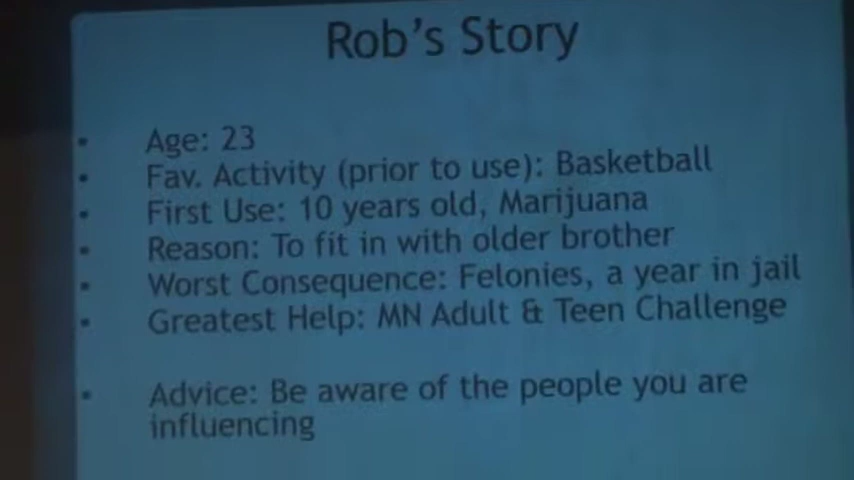 Rob's Story
• Age: 23
• Fav. Activity (prior to use): Basketball
• First Use: 10 years old, Marijuana
• Reason: To fit in with older brother
• Worst Consequence: Felonies, a year in jail
• Greatest Help: MN Adult & Teen Challenge
• Advice: Be aware of the people you are
influencing